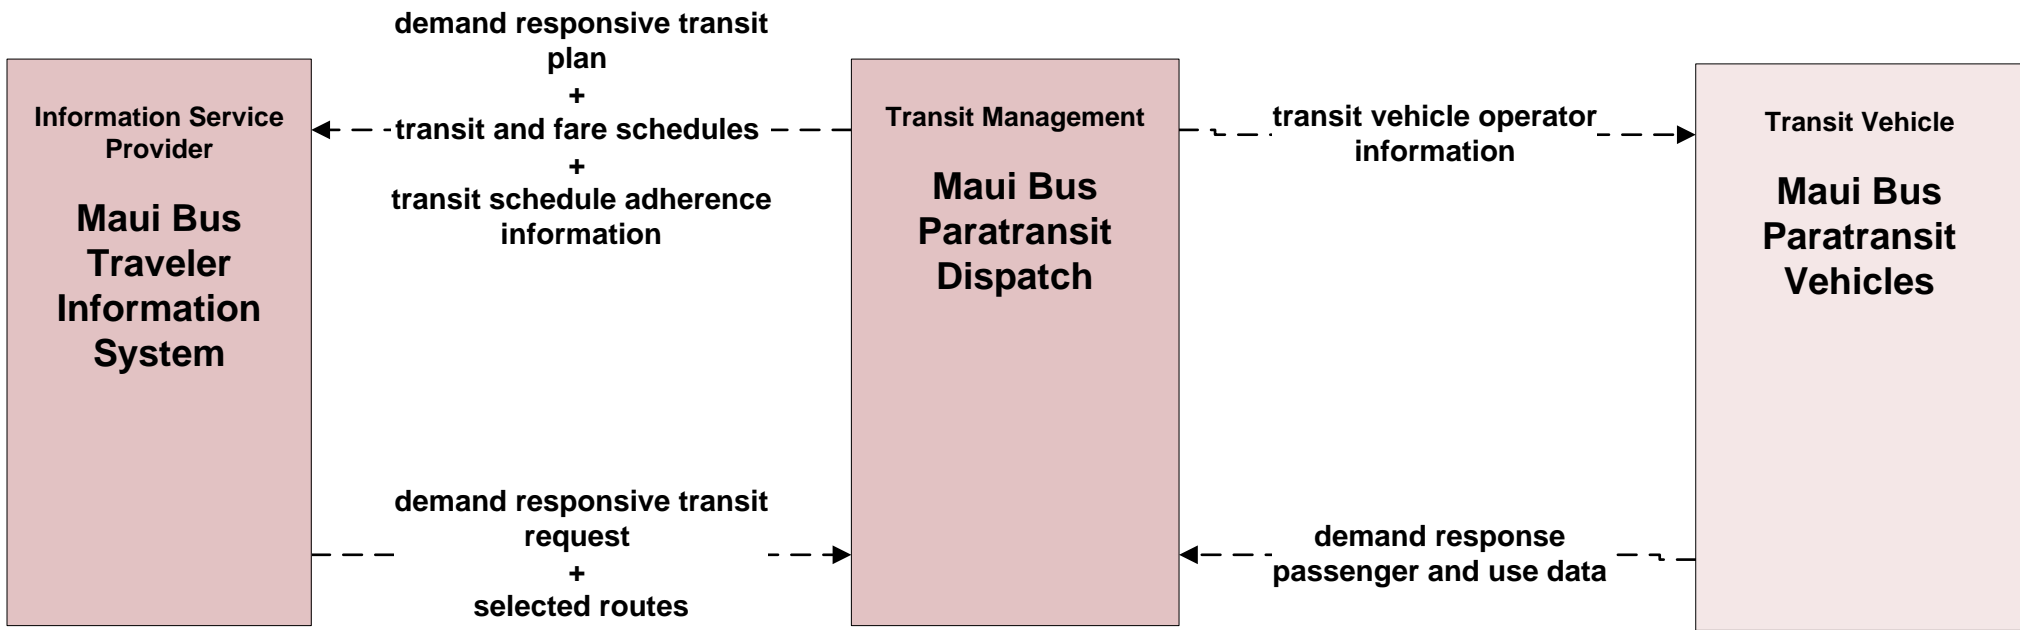 demand responsive transit
plan
+
transit and fare schedules
+
transit schedule adherence
information
Information Service
Provider
Maui Bus
Traveler
Information
System
demand responsive transit
request
+
selected routes
Transit Management
Maui Bus
Paratransit
Dispatch
transit vehicle operator
information
demand response
passenger and use data
Transit Vehicle
Maui Bus
Paratransit
Vehicles